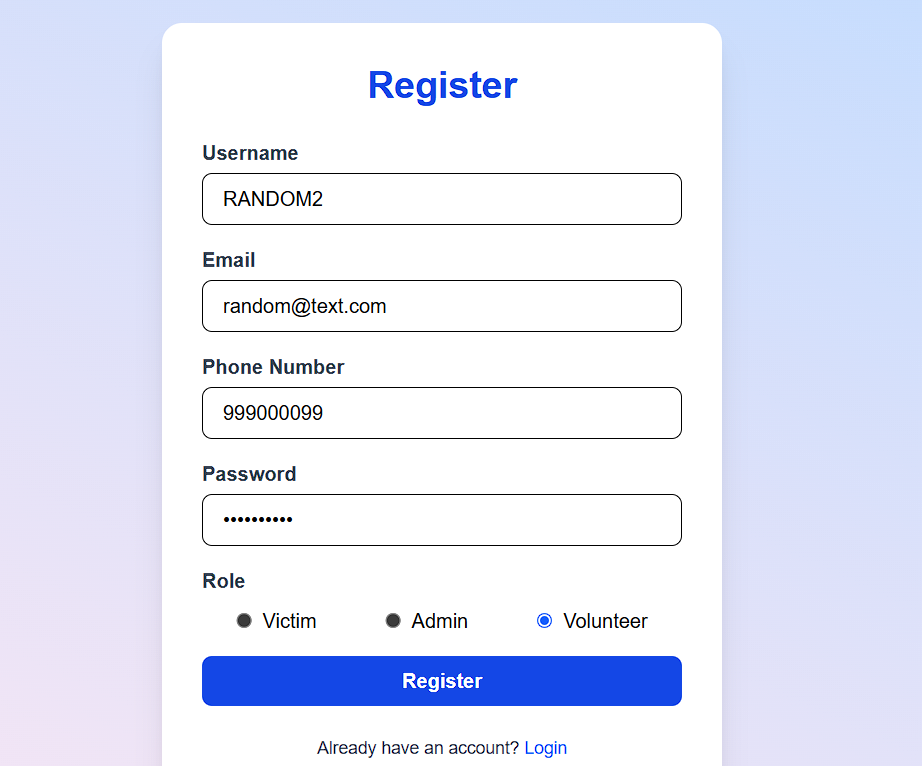 Register
Username
RANDOM2
Email
random@text.com
Phone Number
999000099
Password
••••••••••
Role
Victim Admin Volunteer
Register
Already have an account? Login